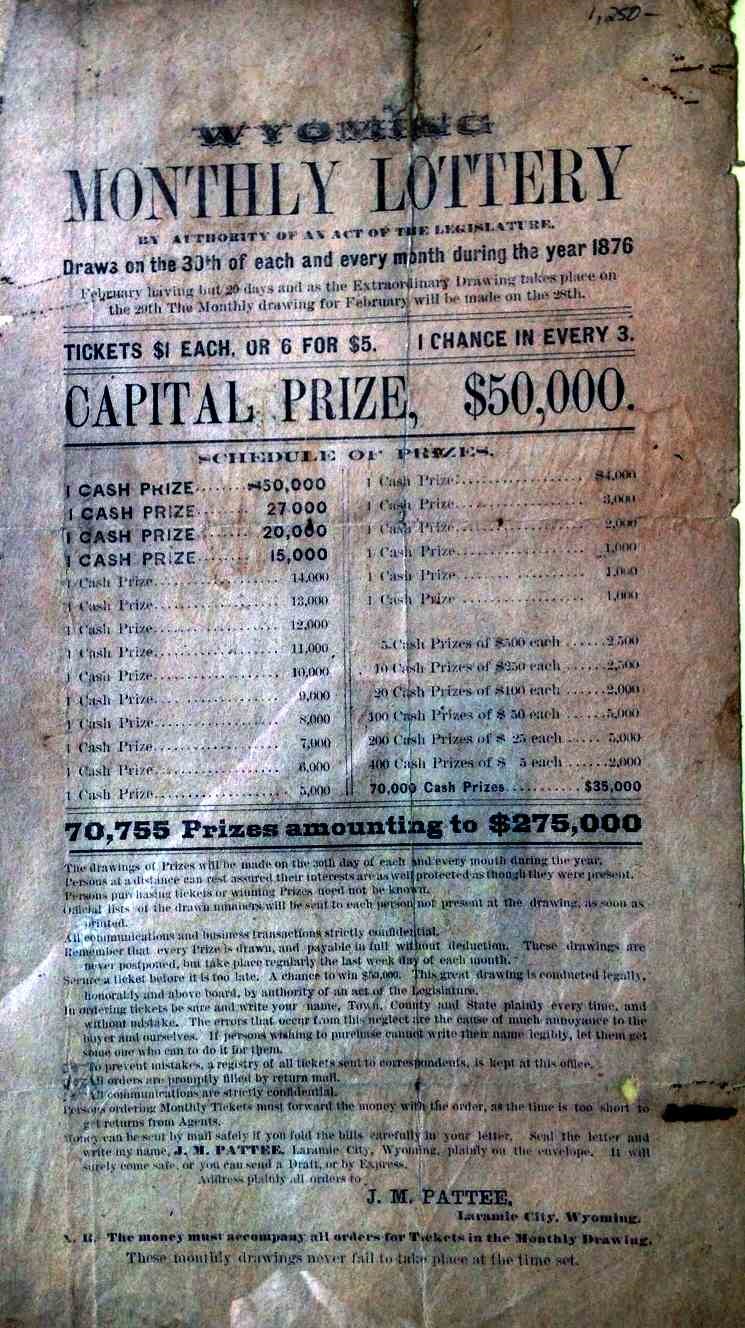 1,250-
WYOMING
MONTHLY LOTTERY
BY AUTHORITY OF AN ACT OF THE LEGISLATURE.
Draws on the 30th of each and every month during the year 1876
February having but 29 days and as the Extraordinary Drawing takes place on
the 29th The Monthly drawing for February will be made on the 28th.
TICKETS $1 EACH, OR 6 FOR $5. 1 CHANCE IN EVERY 3.
CAPITAL PRIZE, $50,000.
SCHEDULE OF PRIZES.
1 CASH PRIZE....... $50,000
1 CASH PRIZE....... 27 000
1 CASH PRIZE....... 20,000
1 CASH PRIZE....... 15,000
1 Cash Prize.................... 14,000
1 Cash Prize.................... 13,000
1 Cash Prize.................... 12,000
1 Cash Prize.................... 11,000
1 Cash Prize.................... 10,000
1 Cash Prize.................... 9,000
1 Cash Prize.................... 8,000
1 Cash Prize.................... 7,000
1 Cash Prize.................... 6,000
1 Cash Prize.................... 5,000
1 Cash Prize.................... $4,000
1 Cash Prize.................... 3,000
1 Cash Prize.................... 2,000
1 Cash Prize.................... 1,000
1 Cash Prize.................... 1,000
1 Cash Prize.................... 1,000
5 Cash Prizes of $500 each ...... 2,500
10 Cash Prizes of $250 each ...... 2,500
20 Cash Prizes of $100 each ...... 2,000
100 Cash Prizes of $ 50 each ...... 5,000
200 Cash Prizes of $ 25 each ...... 5,000
400 Cash Prizes of $ 5 each ...... 2,000
70,000 Cash Prizes........... $35,000
70,755 Prizes amounting to $275,000
The drawings of Prizes will be made on the 30th day of each and every month during the year.
Persons at a distance can rest assured their interests are as well protected as though they were present.
Persons purchasing tickets or winning Prizes need not be known.
Official lists of the drawn numbers will be sent to each person not present at the drawing, as soon as
printed.
All communications and business transactions strictly confidential.
Remember that every Prize is drawn, and payable in full without deduction. These drawings are
never postponed, but take place regularly the last week day of each month.
Secure a ticket before it is too late. A chance to win $50,000. This great drawing is conducted legally,
honorably and above board, by authority of an act of the Legislature.
In ordering tickets be sure and write your name, Town, County and State plainly every time, and
without mistake. The errors that occur from this neglect are the cause of much annoyance to the
buyer and ourselves. If persons wishing to purchase cannot write their name legibly, let them get
some one who can to do it for them.
To prevent mistakes, a registry of all tickets sent to correspondents, is kept at this office.
All orders are promptly filled by return mail.
All communications are strictly confidential.
Persons ordering Monthly Tickets must forward the money with the order, as the time is too short to
get returns from Agents.
Money can be sent by mail safely if you fold the bills carefully in your letter. Seal the letter and
write my name, J. M. PATTEE, Laramie City, Wyoming, plainly on the envelope. It will
surely come safe, or you can send a Draft, or by Express.
Address plainly all orders to
J. M. PATTEE,
Laramie City, Wyoming.
N. B. The money must accompany all orders for Tickets in the Monthly Drawing.
These monthly drawings never fail to take place at the time set.